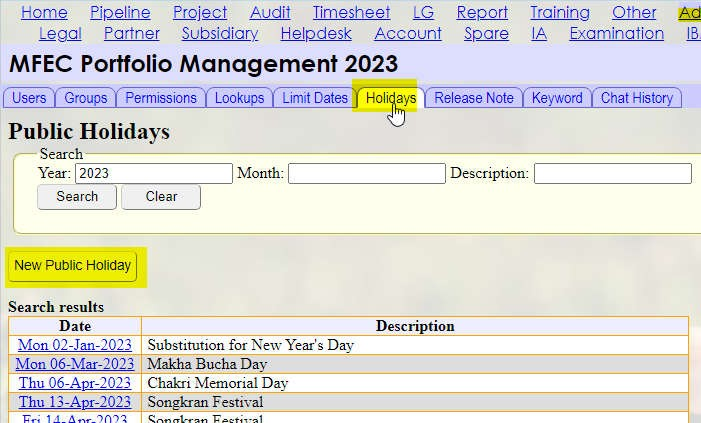 Home Pipeline Project Audit Timesheet LG Report Training Other Ad
Legal Partner Subsidiary Helpdesk Account Spare IA Examination IB
MFEC Portfolio Management 2023
Users Groups Permissions Lookups Limit Dates Holidays Release Note Keyword Chat History
Public Holidays
Search
Year: 2023 Month: Description:
Search Clear
New Public Holiday
Search results
Date Description
Mon 02-Jan-2023 Substitution for New Year's Day
Mon 06-Mar-2023 Makha Bucha Day
Thu 06-Apr-2023 Chakri Memorial Day
Thu 13-Apr-2023 Songkran Festival
Fri 14-Apr-2023 Songkran Festival